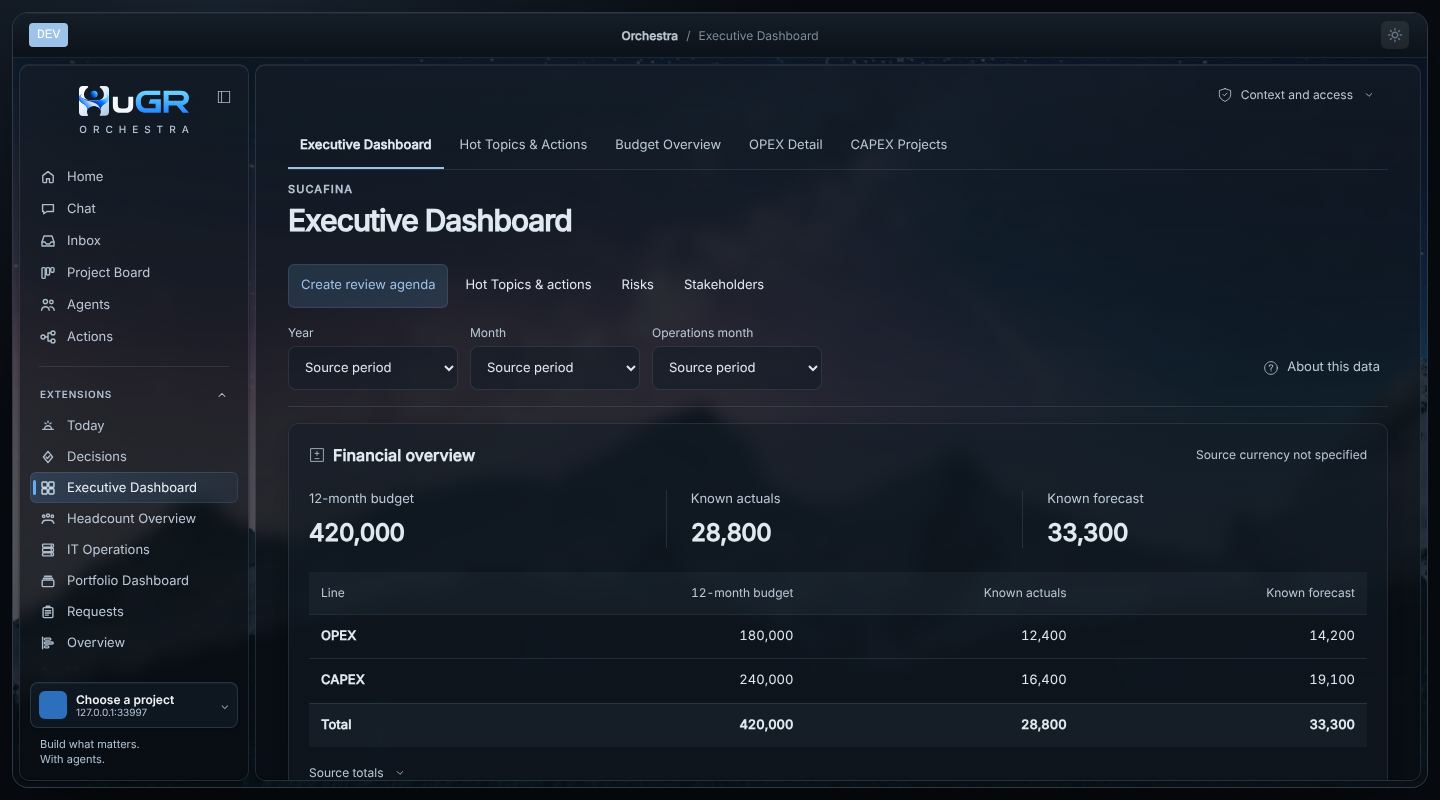 DEV
Orchestra / Executive Dashboard
HuGR
ORCHESTRA
Home
Chat
Inbox
Project Board
Agents
Actions
EXTENSIONS
Today
Decisions
Executive Dashboard
Headcount Overview
IT Operations
Portfolio Dashboard
Requests
Overview
Choose a project
127.0.0.1:33997
Build what matters.
With agents.
Context and access
Executive Dashboard Hot Topics & Actions Budget Overview OPEX Detail CAPEX Projects
SUCAFINA
Executive Dashboard
Create review agenda Hot Topics & actions Risks Stakeholders
Year Month Operations month
Source period Source period Source period About this data
Financial overview Source currency not specified
12-month budget Known actuals Known forecast
420,000 28,800 33,300
Line 12-month budget Known actuals Known forecast
OPEX 180,000 12,400 14,200
CAPEX 240,000 16,400 19,100
Total 420,000 28,800 33,300
Source totals